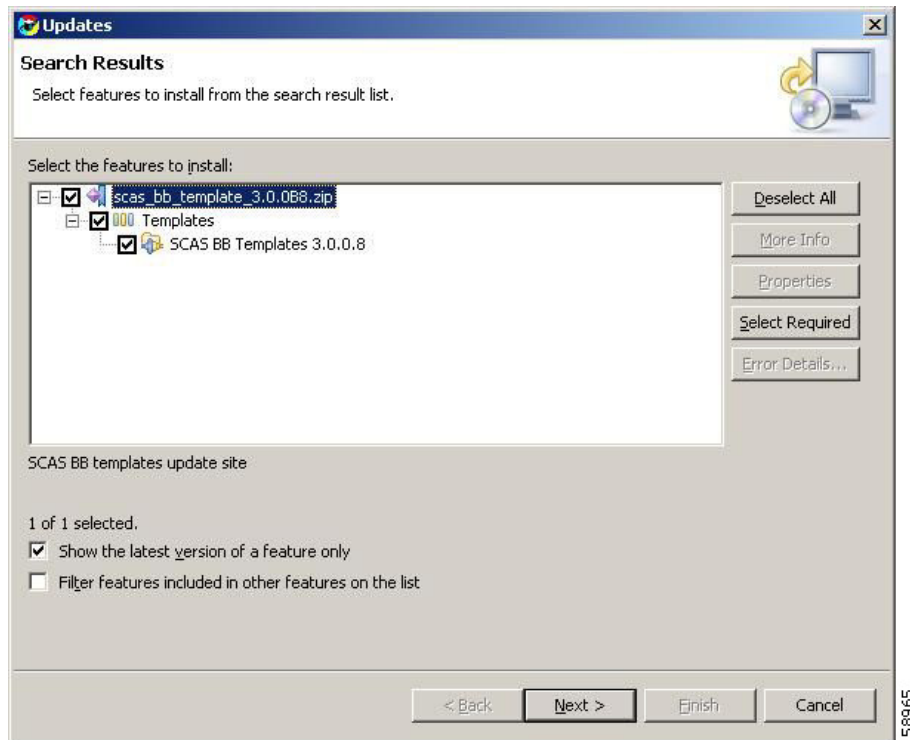 Updates
Search Results
Select features to install from the search result list.
Select the features to install:
scas_bb_template_3.0.0B8.zip
Templates
SCAS BB Templates 3.0.0.8
Deselect All
More Info
Properties
Select Required
Error Details...
SCAS BB templates update site
1 of 1 selected.
Show the latest version of a feature only
Filter features included in other features on the list
< Back
Next >
Finish
Cancel
58965